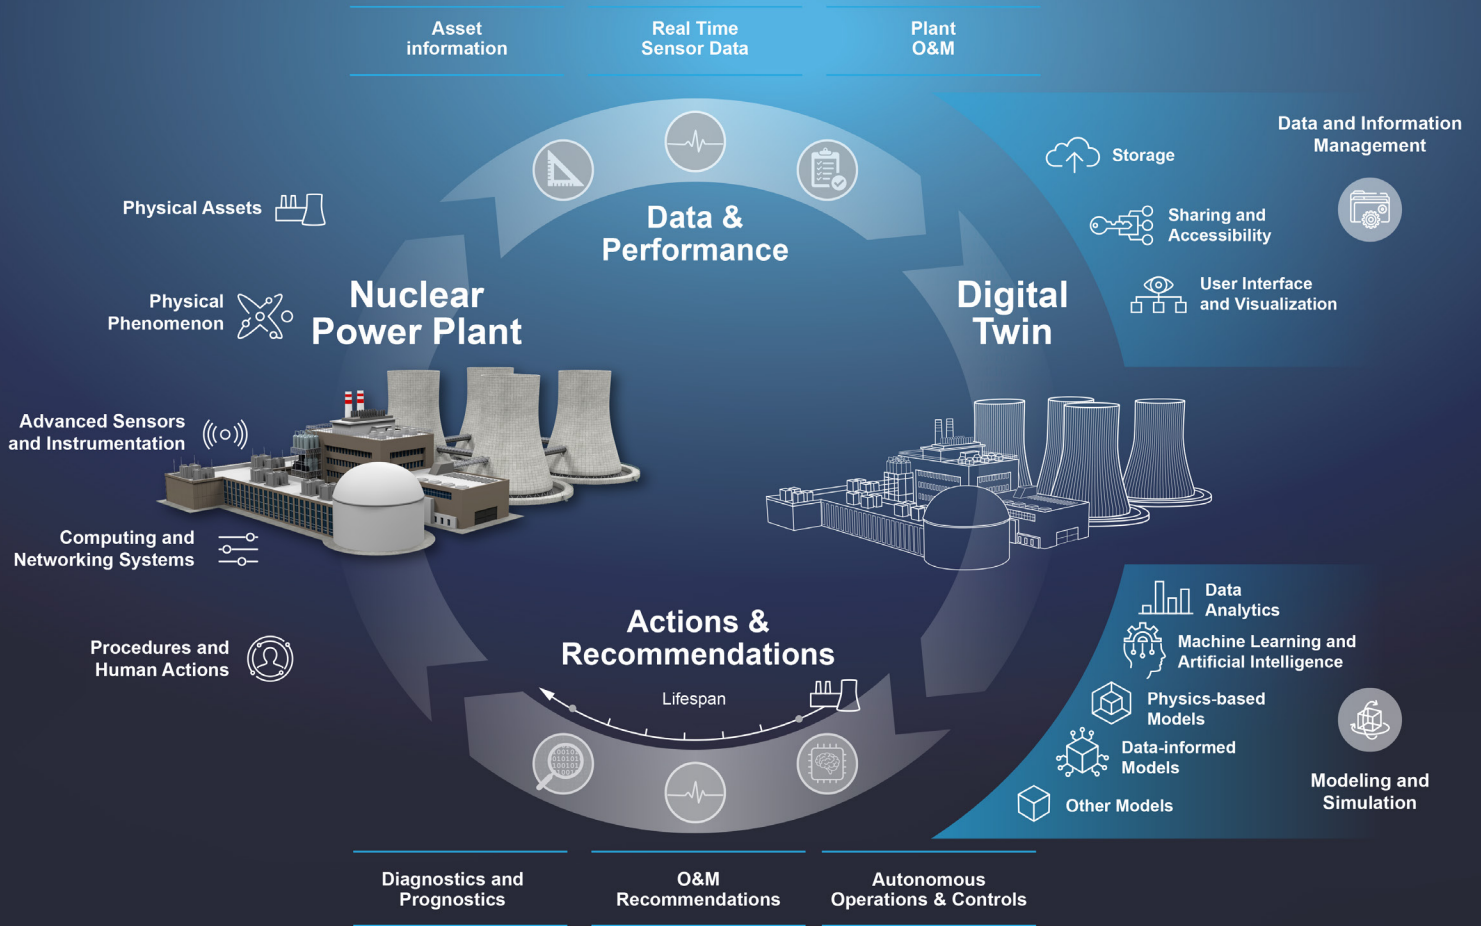 Asset
information
Real Time
Sensor Data
Plant
O&M
Data and Information
Management
Storage
Sharing and
Accessibility
User Interface
and Visualization
Physical Assets
Data &
Performance
Physical
Phenomenon
Nuclear
Power Plant
Digital
Twin
Advanced Sensors
and Instrumentation
Computing and
Networking Systems
Procedures and
Human Actions
Actions &
Recommendations
Lifespan
Data
Analytics
Machine Learning and
Artificial Intelligence
Physics-based
Models
Data-informed
Models
Other Models
Modeling and
Simulation
Diagnostics and
Prognostics
O&M
Recommendations
Autonomous
Operations & Controls